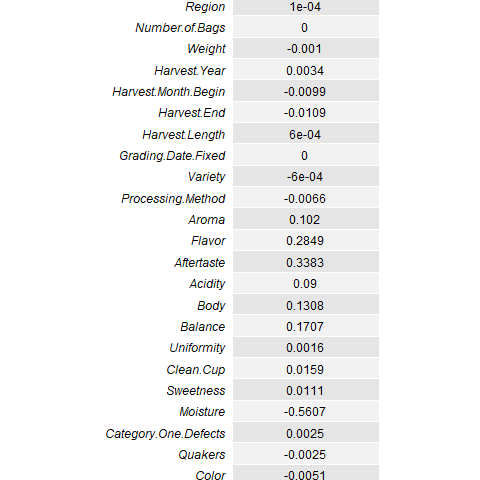 Region 1e-04
Number.of.Bags 0
Weight -0.001
Harvest.Year 0.0034
Harvest.Month.Begin -0.0099
Harvest.End -0.0109
Harvest.Length 6e-04
Grading.Date.Fixed 0
Variety -6e-04
Processing.Method -0.0066
Aroma 0.102
Flavor 0.2849
Aftertaste 0.3383
Acidity 0.09
Body 0.1308
Balance 0.1707
Uniformity 0.0016
Clean.Cup 0.0159
Sweetness 0.0111
Moisture -0.5607
Category.One.Defects 0.0025
Quakers -0.0025
Color -0.0051